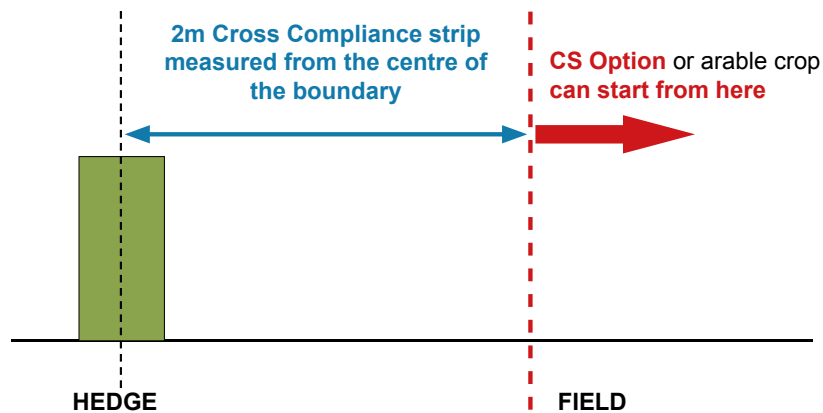 2m Cross Compliance strip
measured from the centre of
the boundary
CS Option or arable crop
can start from here
HEDGE
FIELD